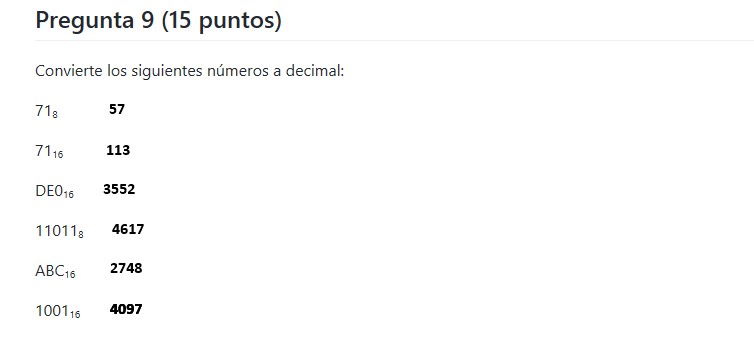 Pregunta 9 (15 puntos)
Convierte los siguientes números a decimal:
71₈ 57
71₁₆ 113
DE0₁₆ 3552
11011₈ 4617
ABC₁₆ 2748
1001₁₆ 4097